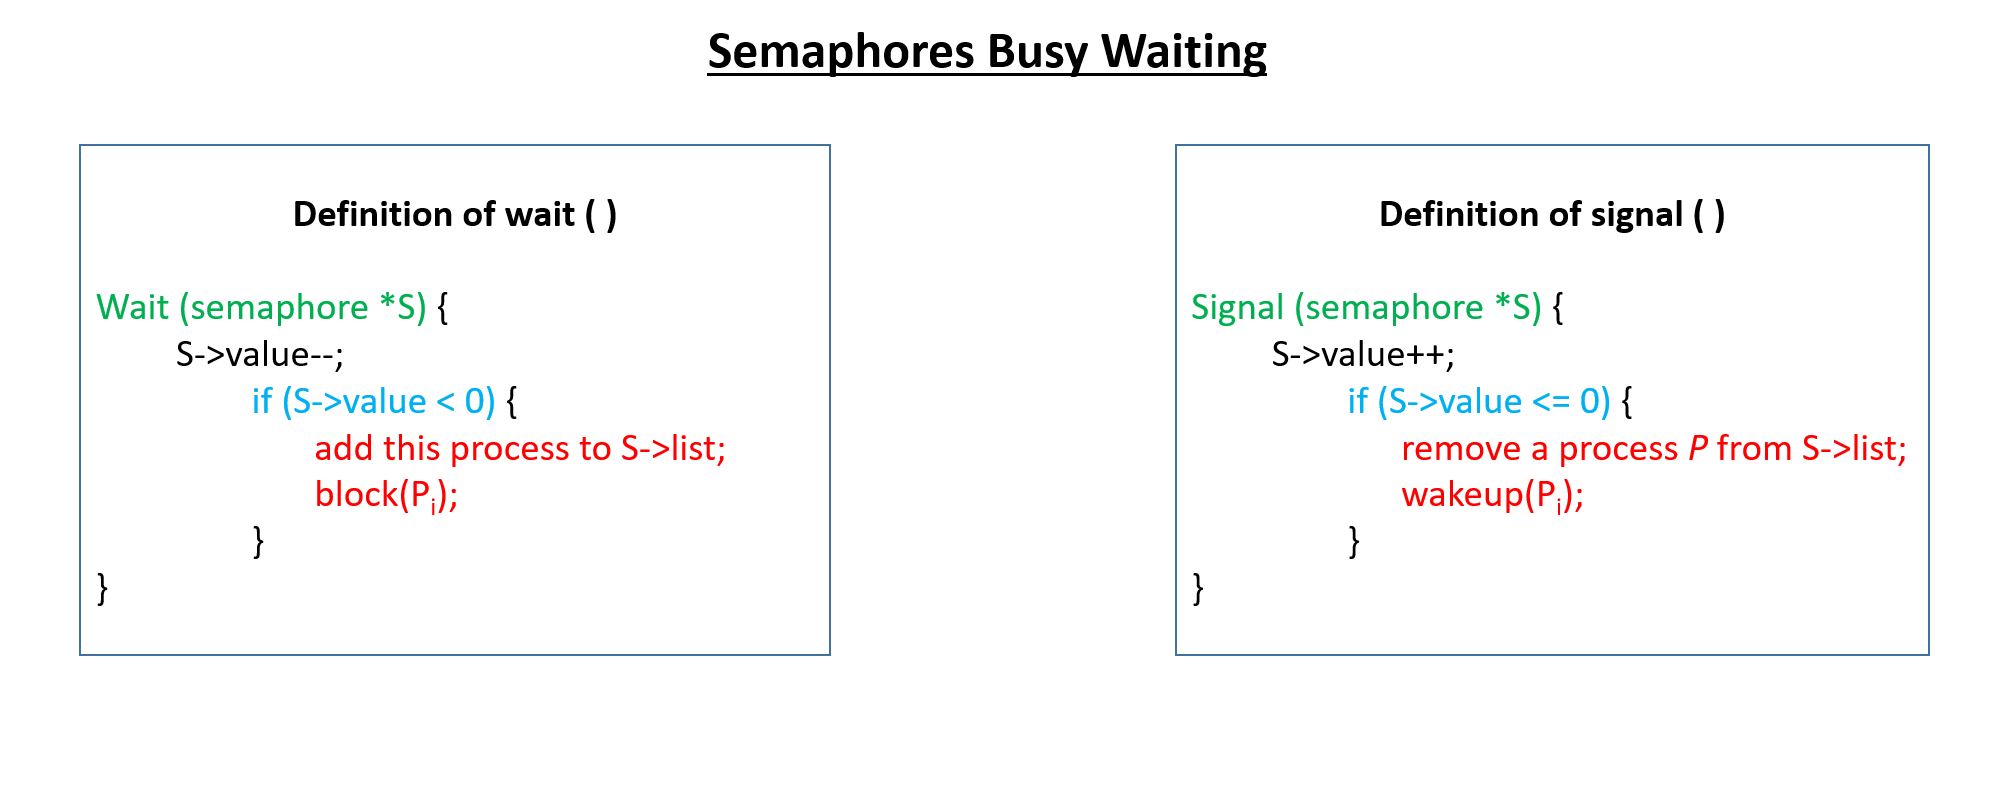 Semaphores Busy Waiting
Definition of wait ( )
Wait (semaphore *S) {
S->value--;
if (S->value < 0) {
add this process to S->list;
block(Pi);
}
}
Definition of signal ( )
Signal (semaphore *S) {
S->value++;
if (S->value <= 0) {
remove a process P from S->list;
wakeup(Pi);
}
}